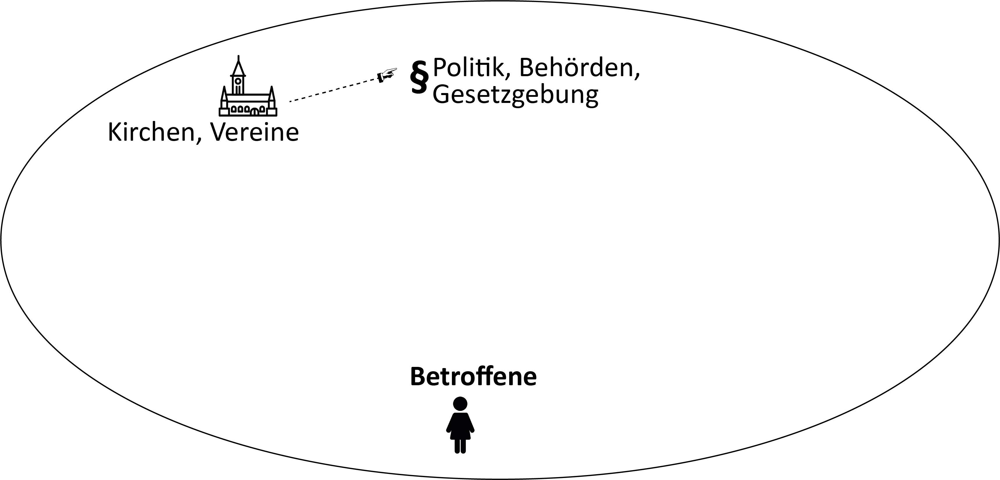 § Politik, Behörden,
Gesetzgebung
Kirchen, Vereine
Betroffene